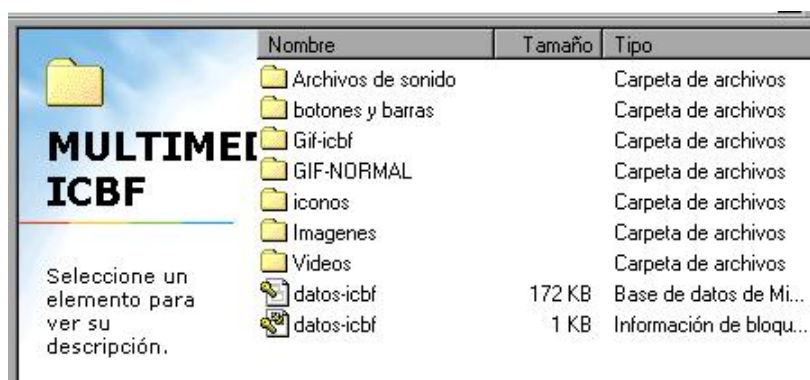 Nombre Tamaño Tipo
Archivos de sonido Carpeta de archivos
botones y barras Carpeta de archivos
Gif-icbf Carpeta de archivos
GIF-NORMAL Carpeta de archivos
iconos Carpeta de archivos
Imagenes Carpeta de archivos
Videos Carpeta de archivos
datos-icbf 172 KB Base de datos de Mi...
datos-icbf 1 KB Información de bloqu...
MULTIMED
ICBF
Seleccione un
elemento para
ver su
descripción.